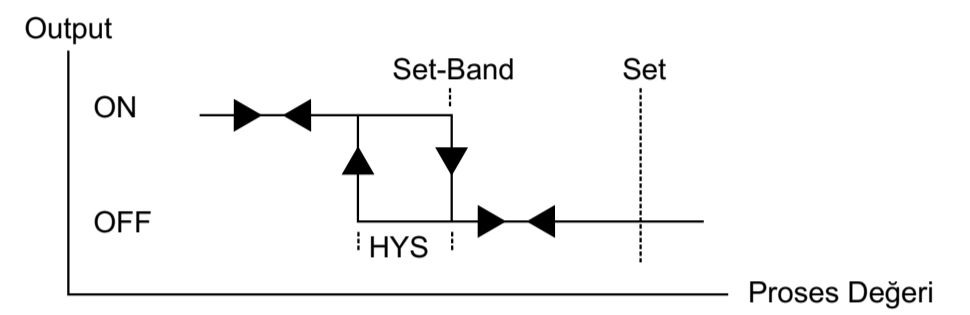 Output
Set-Band
Set
ON
OFF
HYS
Proses Değeri